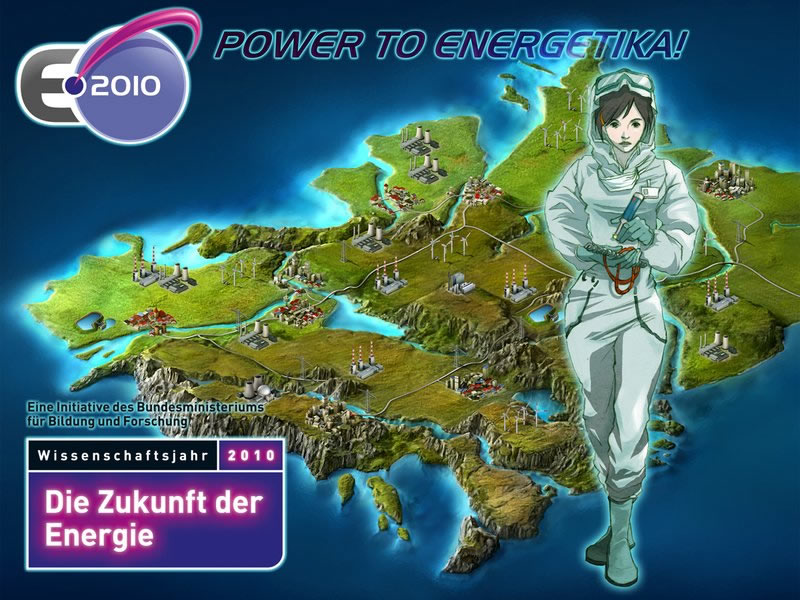 E 2010
POWER TO ENERGETIKA!
Eine Initiative des Bundesministeriums
für Bildung und Forschung
Wissenschaftsjahr 2010
Die Zukunft der
Energie